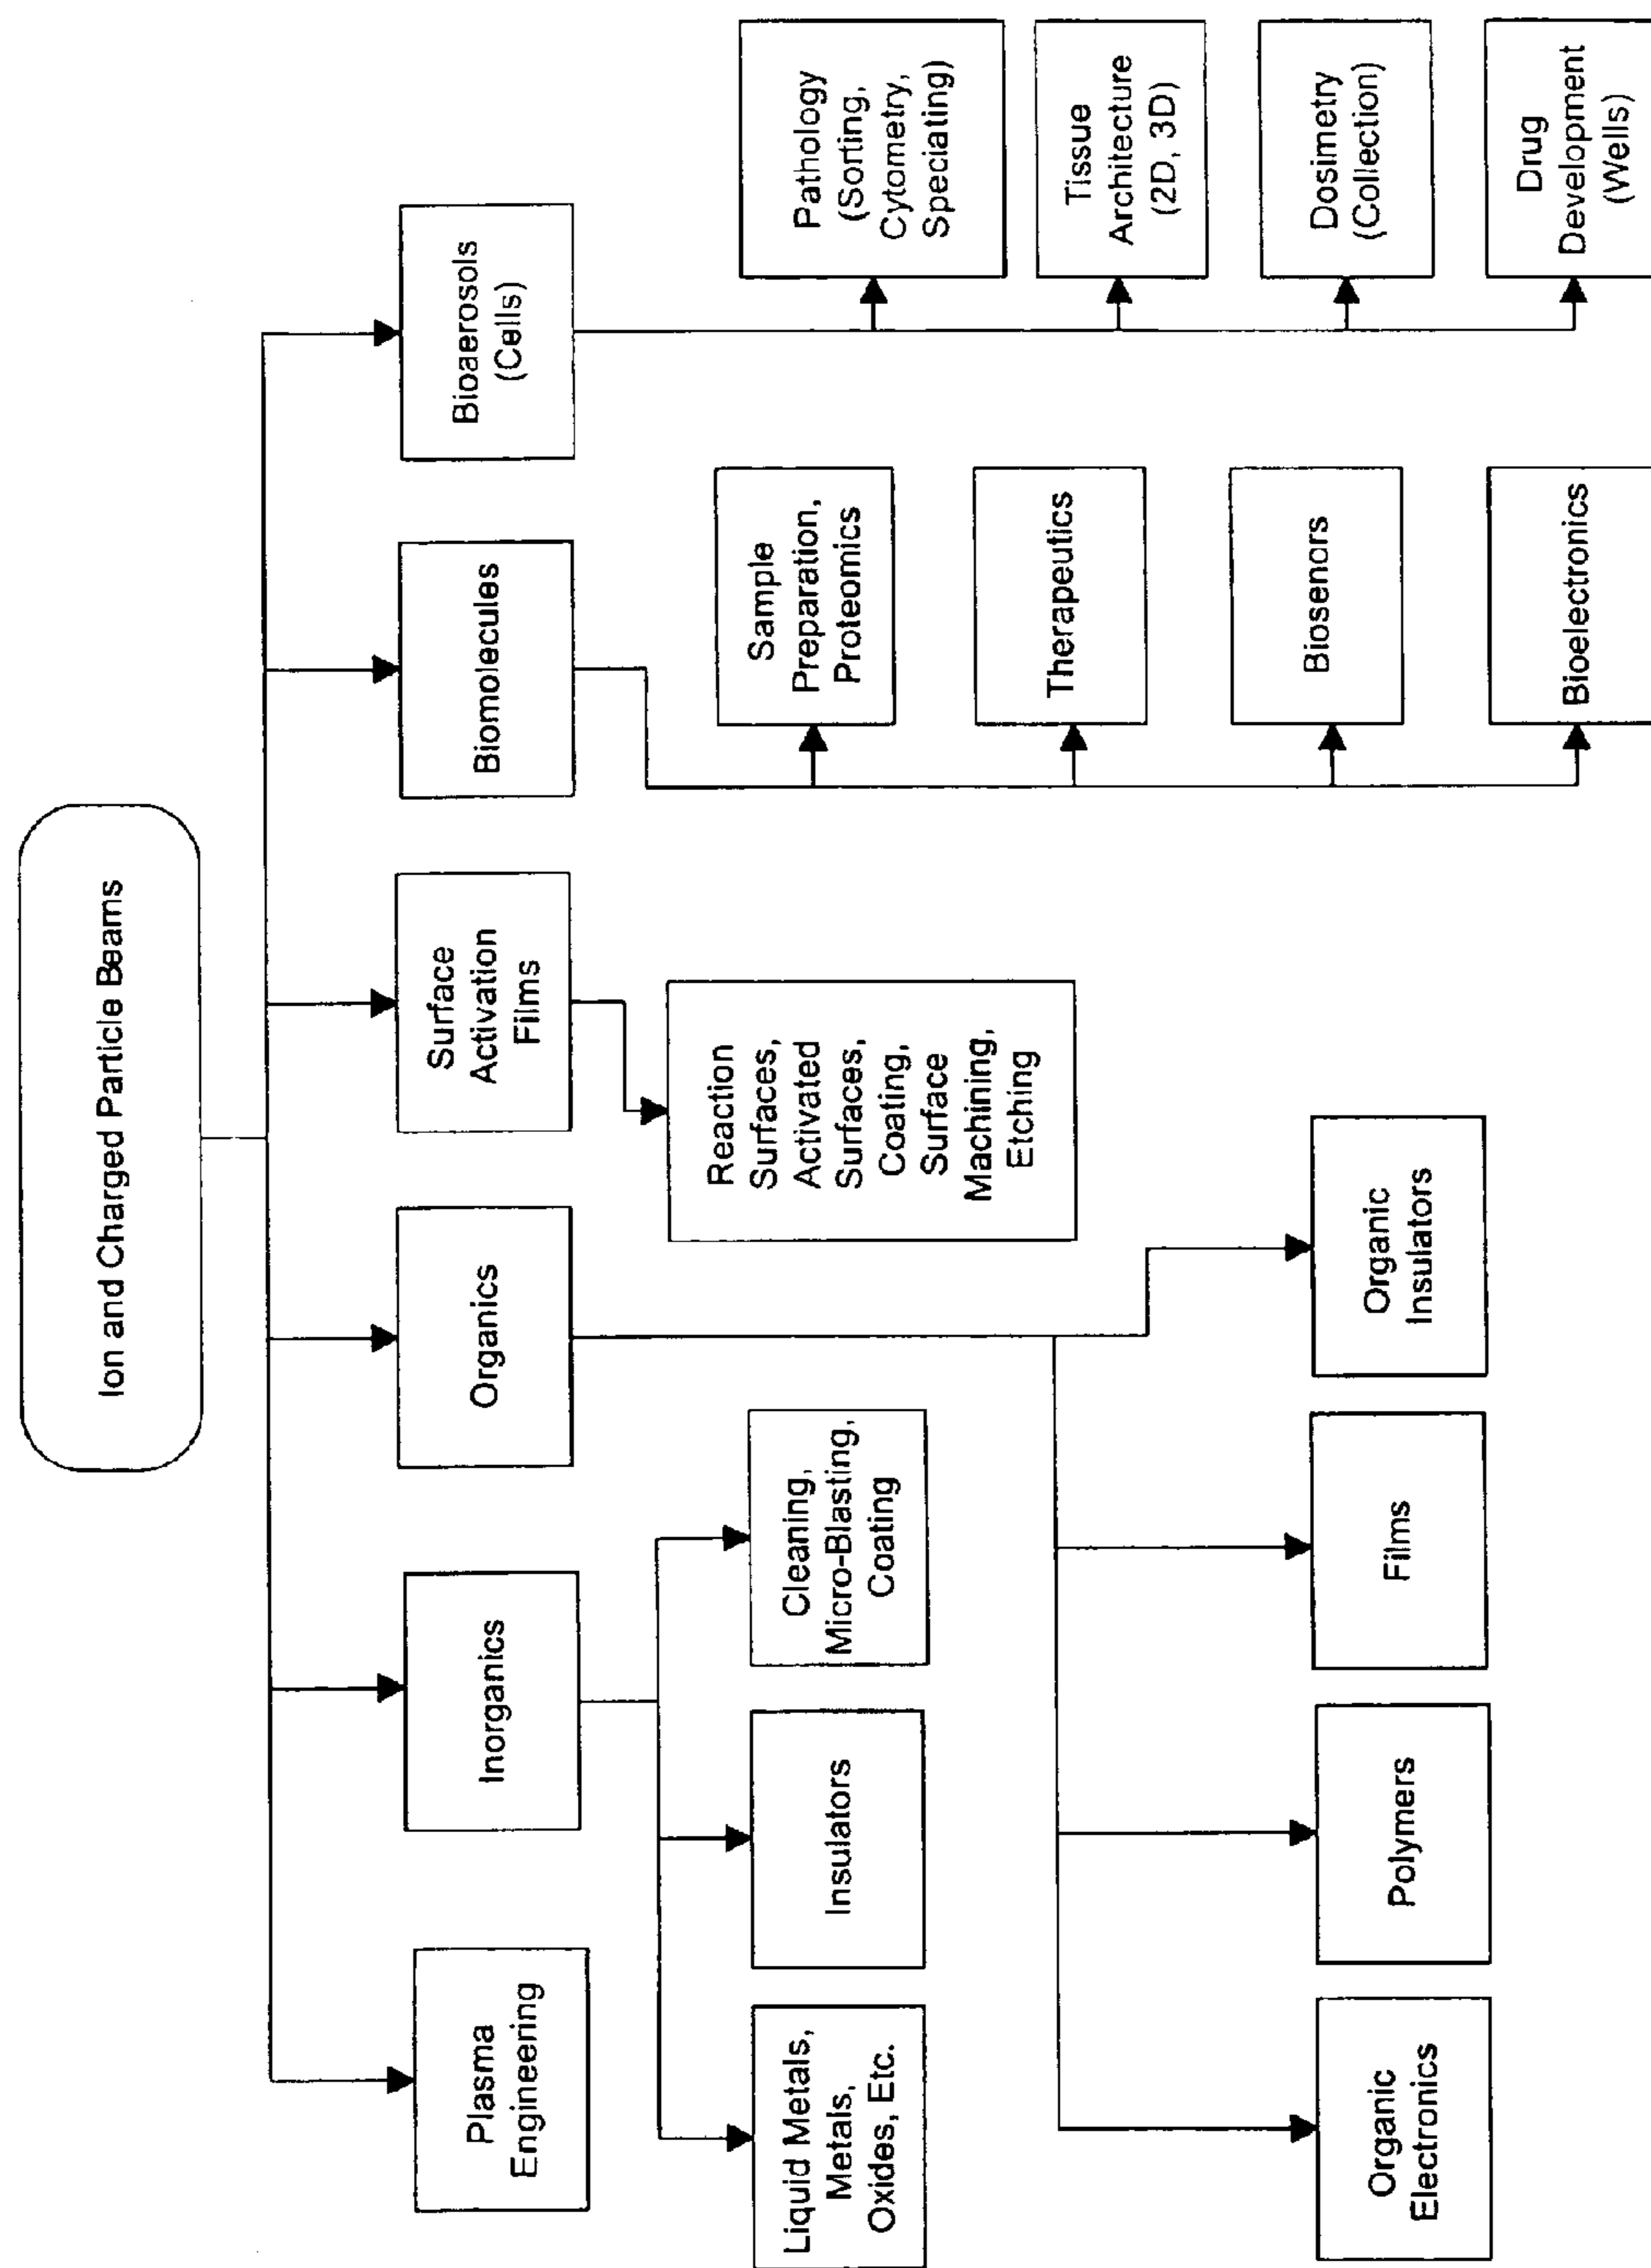 Ion and Charged Particle Beams
Plasma
Engineering
Inorganics
Organics
Surface
Activation
Films
Biomolecules
Bioaerosols
(Cells)
Liquid Metals,
Metals,
Oxides, Etc.
Insulators
Cleaning,
Micro-Blasting,
Coating
Reaction
Surfaces,
Activated
Surfaces,
Coating,
Surface
Machining,
Etching
Sample
Preparation,
Proteomics
Therapeutics
Biosenors
Bioelectronics
Pathology
(Sorting,
Cytometry,
Speciating)
Tissue
Architecture
(2D, 3D)
Dosimetry
(Collection)
Drug
Development
(Wells)
Organic
Electronics
Polymers
Films
Organic
Insulators